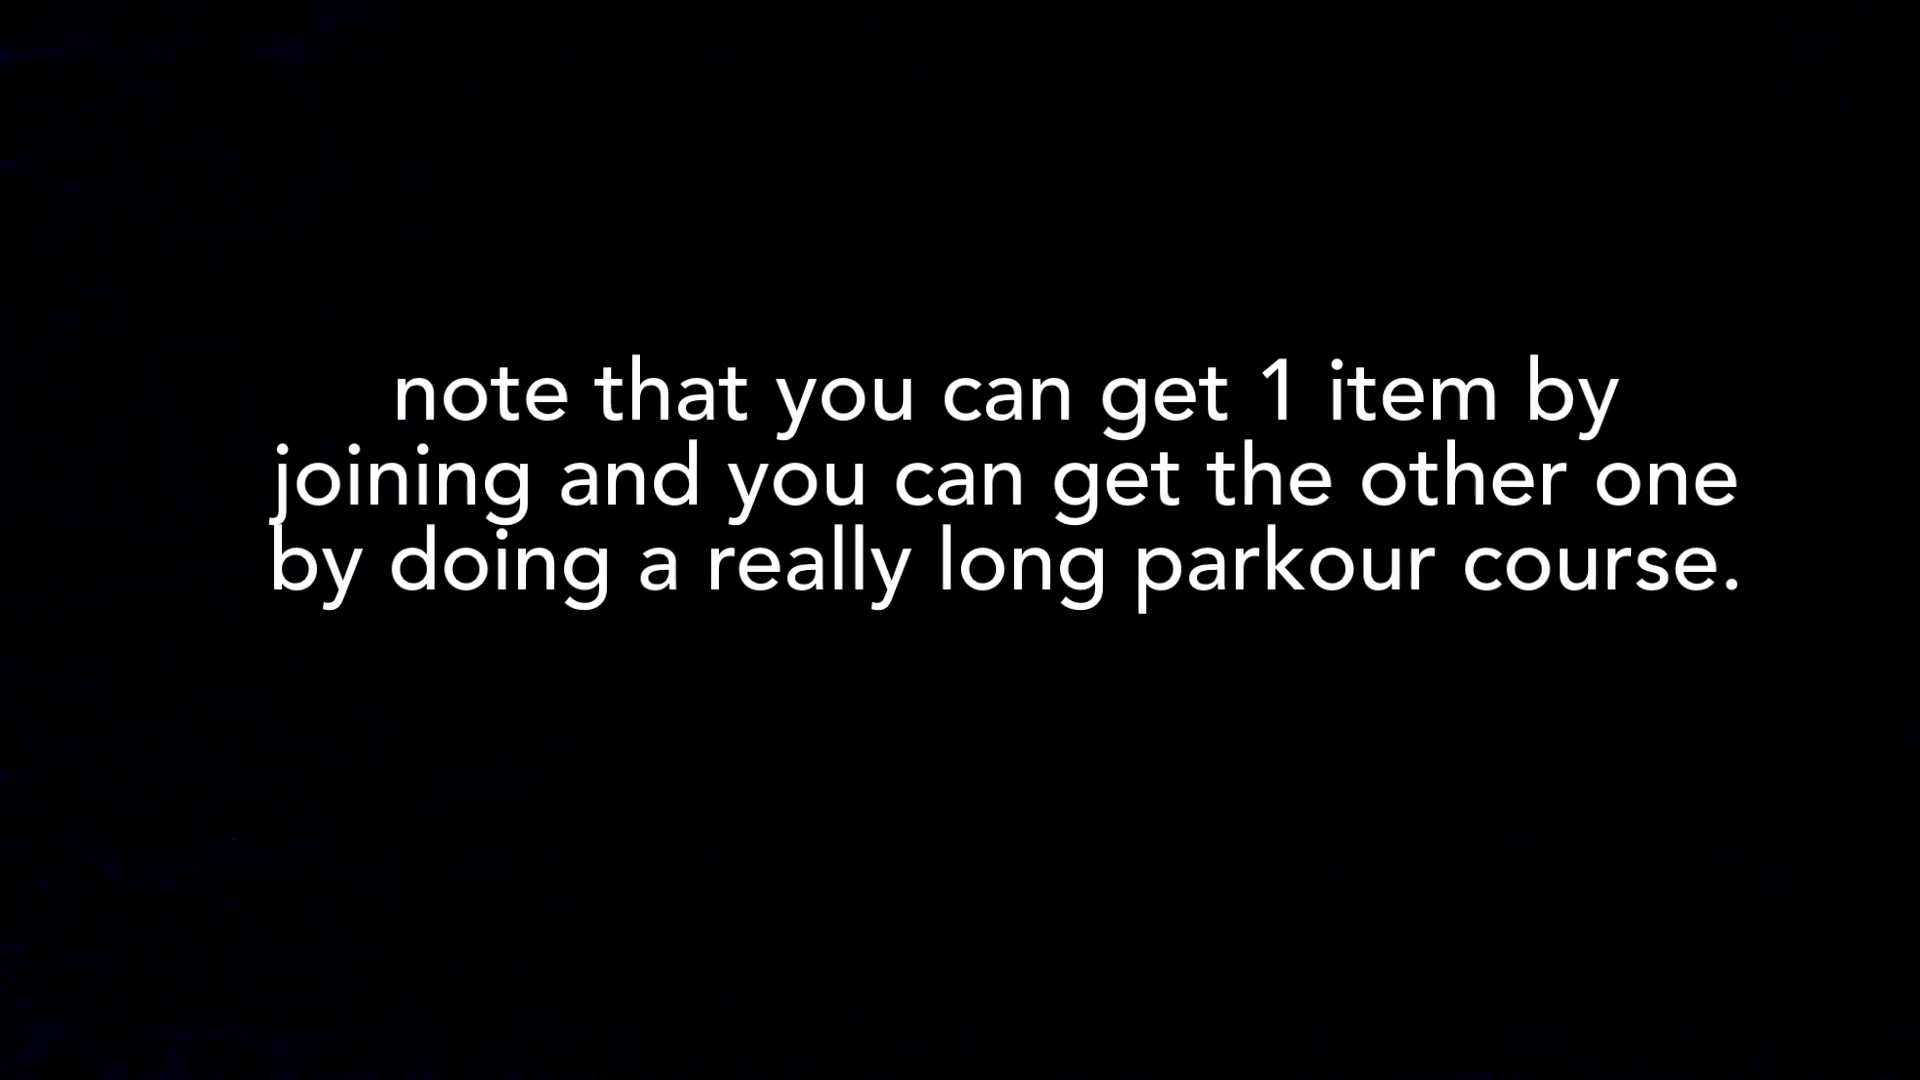 note that you can get 1 item by
joining and you can get the other one
by doing a really long parkour course.